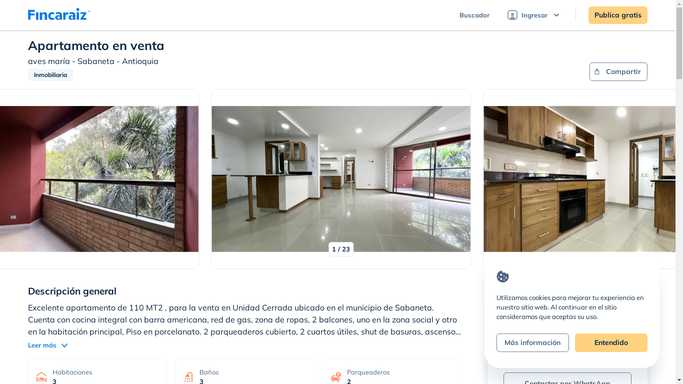 Fincaraiz
Buscador
Ingresar
Publica gratis
Apartamento en venta
aves maría - Sabaneta - Antioquia
Inmobiliaria
Compartir
1 / 23
Descripción general
Excelente apartamento de 110 MT2 , para la venta en Unidad Cerrada ubicado en el municipio de Sabaneta.
Cuenta con cocina integral con barra americana, red de gas, zona de ropas, 2 balcones, uno en la zona social y otro
en la habitación principal, Piso en porcelanato. 2 parqueaderos cubierta, 2 cuartos útiles, shut de basuras, ascenso...
Leer más
Habitaciones
3
Baños
3
Parqueaderos
2
Utilizamos cookies para mejorar tu experiencia en
nuestro sitio web. Al continuar en el sitio
consideramos que aceptas su uso.
Más información
Entendido
Contactar por WhatsApp